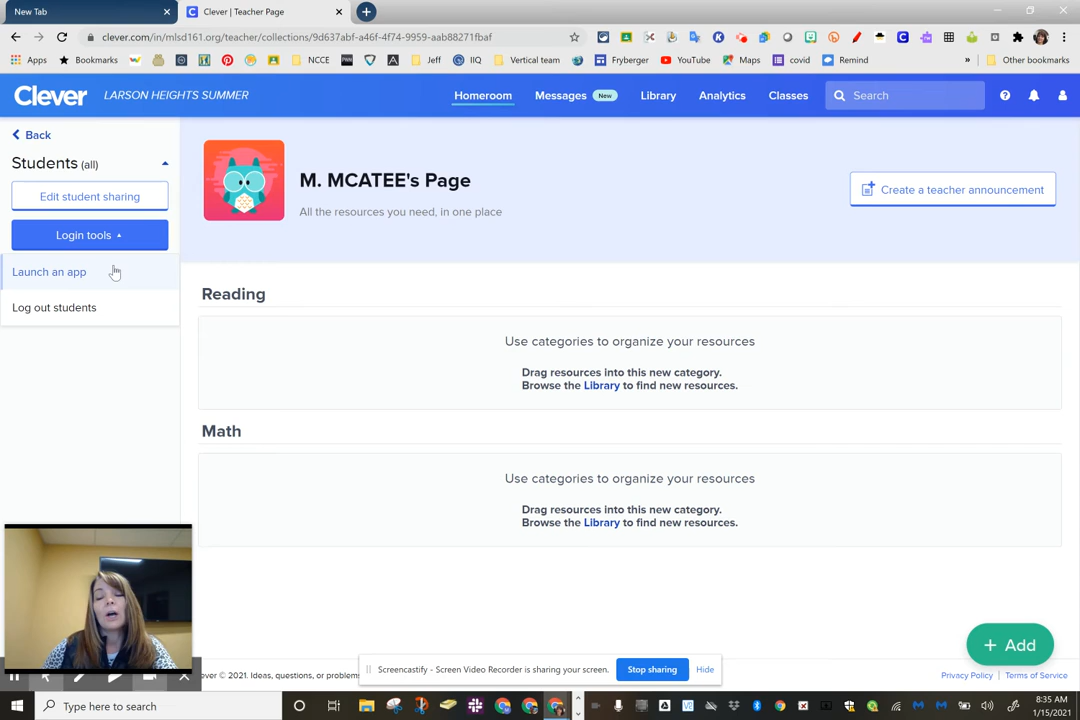 New Tab
Clever | Teacher Page
clever.com/in/mlsd161.org/teacher/collections/9d637abf-a46f-4f74-9959-aab88271fbaf
Apps
Bookmarks
NCCE
Jeff
IIQ
Vertical team
Fryberger
YouTube
Maps
covid
Remind
»
Other bookmarks
Clever
LARSON HEIGHTS SUMMER
Homeroom
Messages New
Library
Analytics
Classes
Search
Back
Students (all)
Edit student sharing
Login tools
Launch an app
Log out students
M. MCATEE's Page
All the resources you need, in one place
Create a teacher announcement
Reading
Use categories to organize your resources
Drag resources into this new category.
Browse the Library to find new resources.
Math
Use categories to organize your resources
Drag resources into this new category.
Browse the Library to find new resources.
+ Add
Screencastify - Screen Video Recorder is sharing your screen.
Stop sharing
Hide
ver © 2021. Ideas, questions, or problems
Privacy Policy | Terms of Service
Type here to search
8:35 AM
1/15/2021